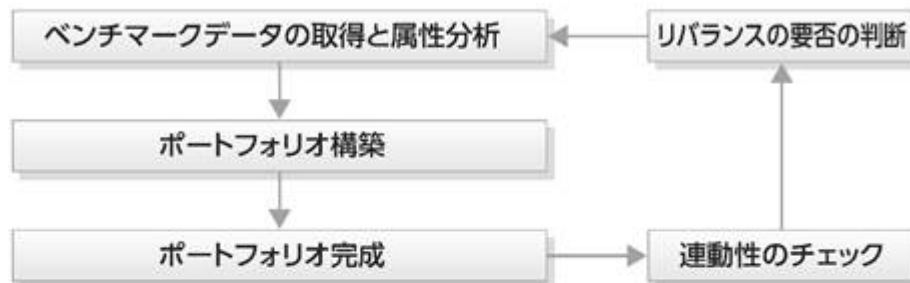 ベンチマークデータの取得と属性分析
リバランスの要否の判断
ポートフォリオ構築
ポートフォリオ完成
連動性のチェック